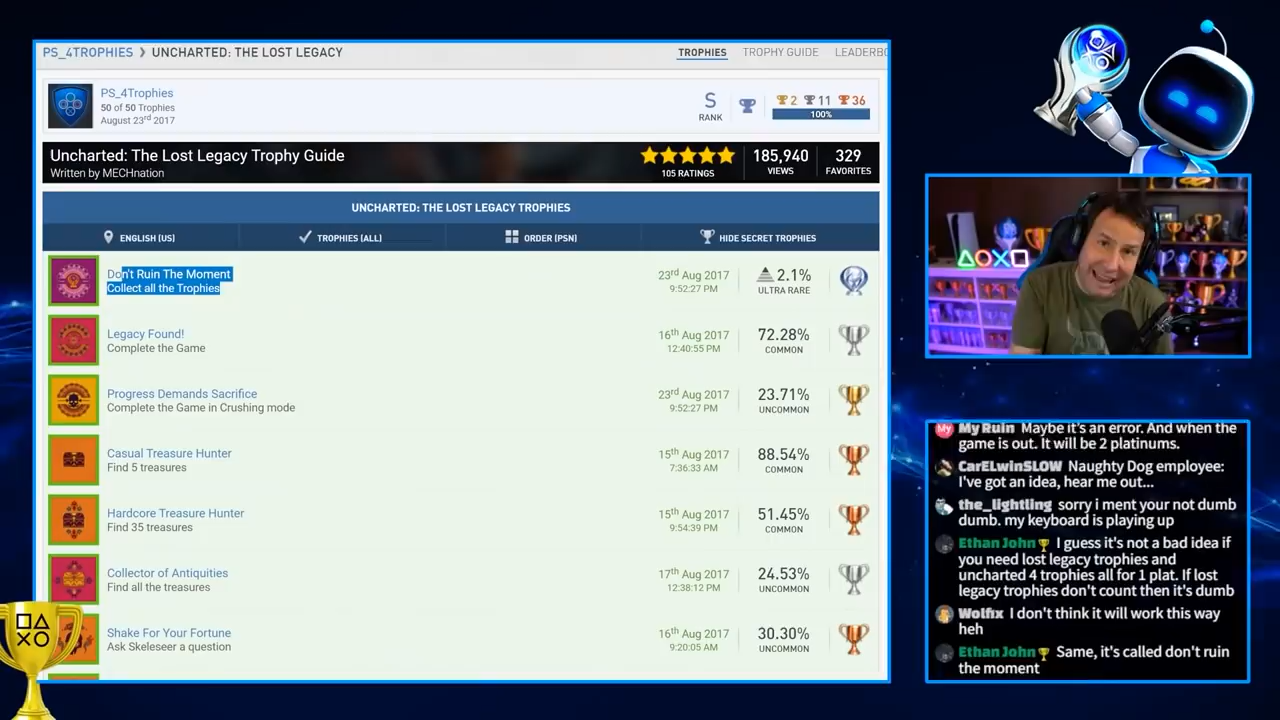 PS_4TROPHIES > UNCHARTED: THE LOST LEGACY
TROPHIES TROPHY GUIDE LEADERBO
PS_4Trophies
50 of 50 Trophies
August 23rd 2017
S
RANK
2 11 36
100%
Uncharted: The Lost Legacy Trophy Guide
Written by MECHnation
105 RATINGS
185,940
VIEWS
329
FAVORITES
UNCHARTED: THE LOST LEGACY TROPHIES
ENGLISH (US) TROPHIES (ALL) ORDER (PSN) HIDE SECRET TROPHIES
Don't Ruin The Moment
Collect all the Trophies
23rd Aug 2017
9:52:27 PM
2.1%
ULTRA RARE
Legacy Found!
Complete the Game
16th Aug 2017
12:40:55 PM
72.28%
COMMON
Progress Demands Sacrifice
Complete the Game in Crushing mode
23rd Aug 2017
9:52:27 PM
23.71%
UNCOMMON
Casual Treasure Hunter
Find 5 treasures
15th Aug 2017
7:36:33 AM
88.54%
COMMON
Hardcore Treasure Hunter
Find 35 treasures
15th Aug 2017
9:54:39 PM
51.45%
COMMON
Collector of Antiquities
Find all the treasures
17th Aug 2017
12:38:12 PM
24.53%
UNCOMMON
Shake For Your Fortune
Ask Skeleseer a question
16th Aug 2017
9:20:05 AM
30.30%
UNCOMMON
My My Ruin Maybe it's an error. And when the
game is out. It will be 2 platinums.
CarELwinSLOW Naughty Dog employee:
I've got an idea, hear me out...
the_lightling sorry i ment your not dumb
dumb. my keyboard is playing up
Ethan John I guess it's not a bad idea if
you need lost legacy trophies and
uncharted 4 trophies all for 1 plat. If lost
legacy trophies don't count then it's dumb
Wolfix I don't think it will work this way
heh
Ethan John Same, it's called don't ruin
the moment